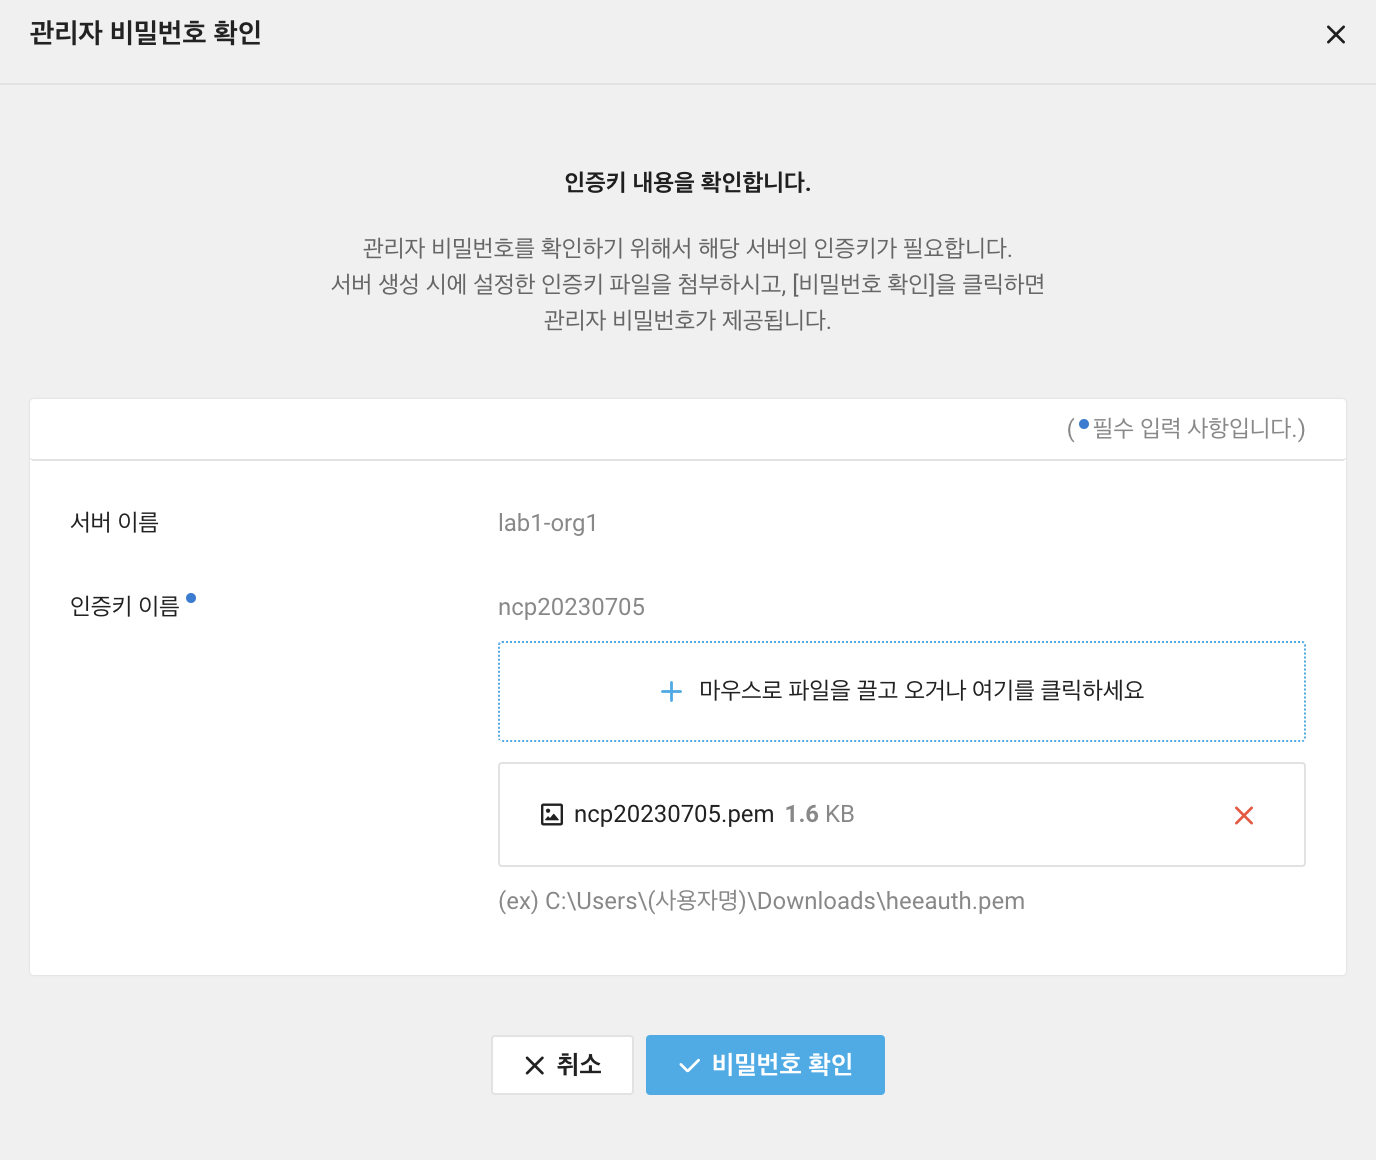 관리자 비밀번호 확인
인증키 내용을 확인합니다.
관리자 비밀번호를 확인하기 위해서 해당 서버의 인증키가 필요합니다.
서버 생성 시에 설정한 인증키 파일을 첨부하시고, [비밀번호 확인]을 클릭하면
관리자 비밀번호가 제공됩니다.
(•필수 입력 사항입니다.)
서버 이름 lab1-org1
인증키 이름• ncp20230705
+ 마우스로 파일을 끌고 오거나 여기를 클릭하세요
ncp20230705.pem 1.6 KB
(ex) C:\Users\(사용자명)\Downloads\heeauth.pem
취소 비밀번호 확인